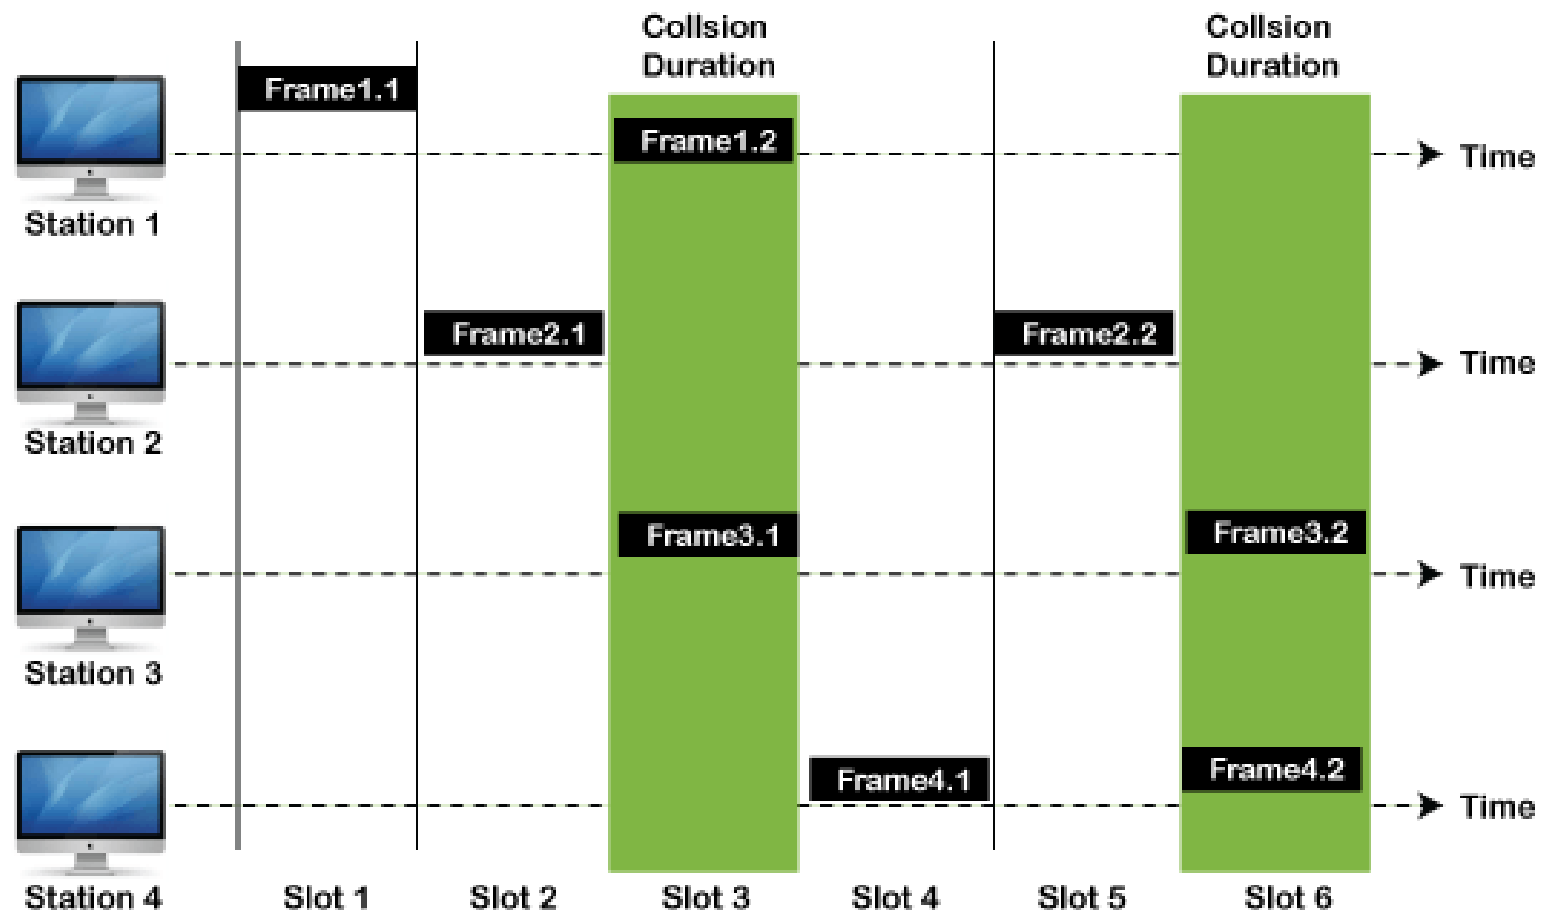 Collsion
Duration
Collsion
Duration
Frame1.1
Frame1.2
Time
Station 1
Frame2.1
Frame2.2
Time
Station 2
Frame3.1
Frame3.2
Time
Station 3
Frame4.1
Frame4.2
Time
Station 4
Slot 1
Slot 2
Slot 3
Slot 4
Slot 5
Slot 6